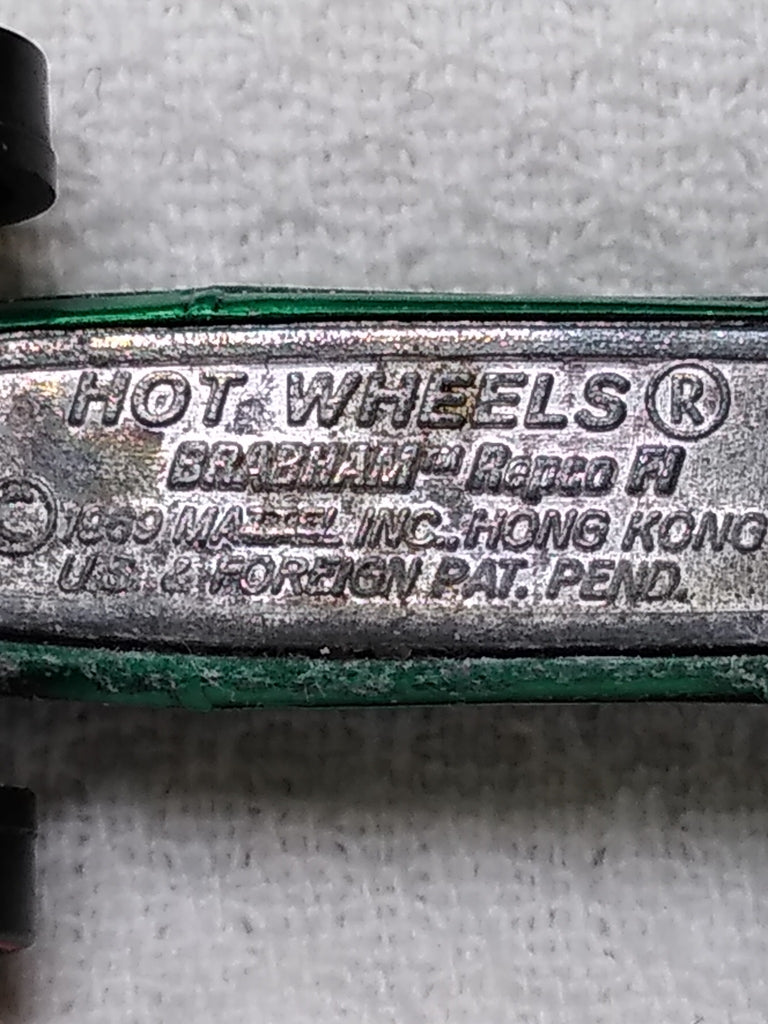 HOT WHEELS®
BRABHAM™ Repco F1
© 1969 MATTEL INC. HONG KONG
U.S. & FOREIGN PAT. PEND.